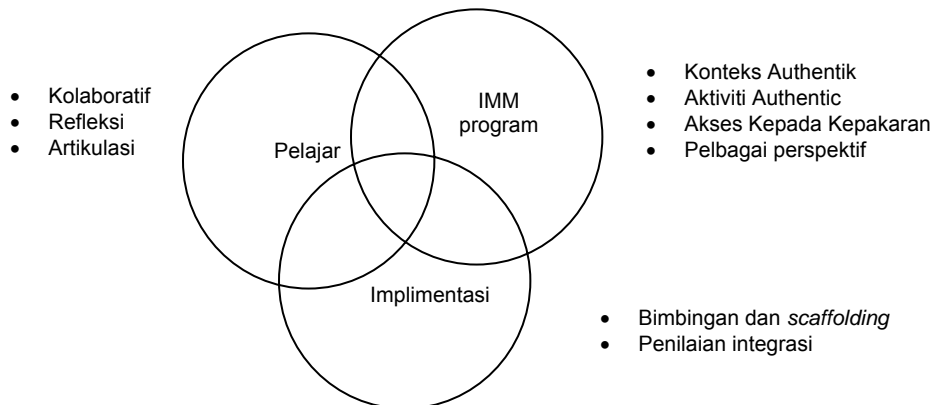 • Kolaboratif
• Refleksi
• Artikulasi
Pelajar
IMM
program
• Konteks Authentik
• Aktiviti Authentic
• Akses Kepada Kepakaran
• Pelbagai perspektif
Implimentasi
• Bimbingan dan scaffolding
• Penilaian integrasi